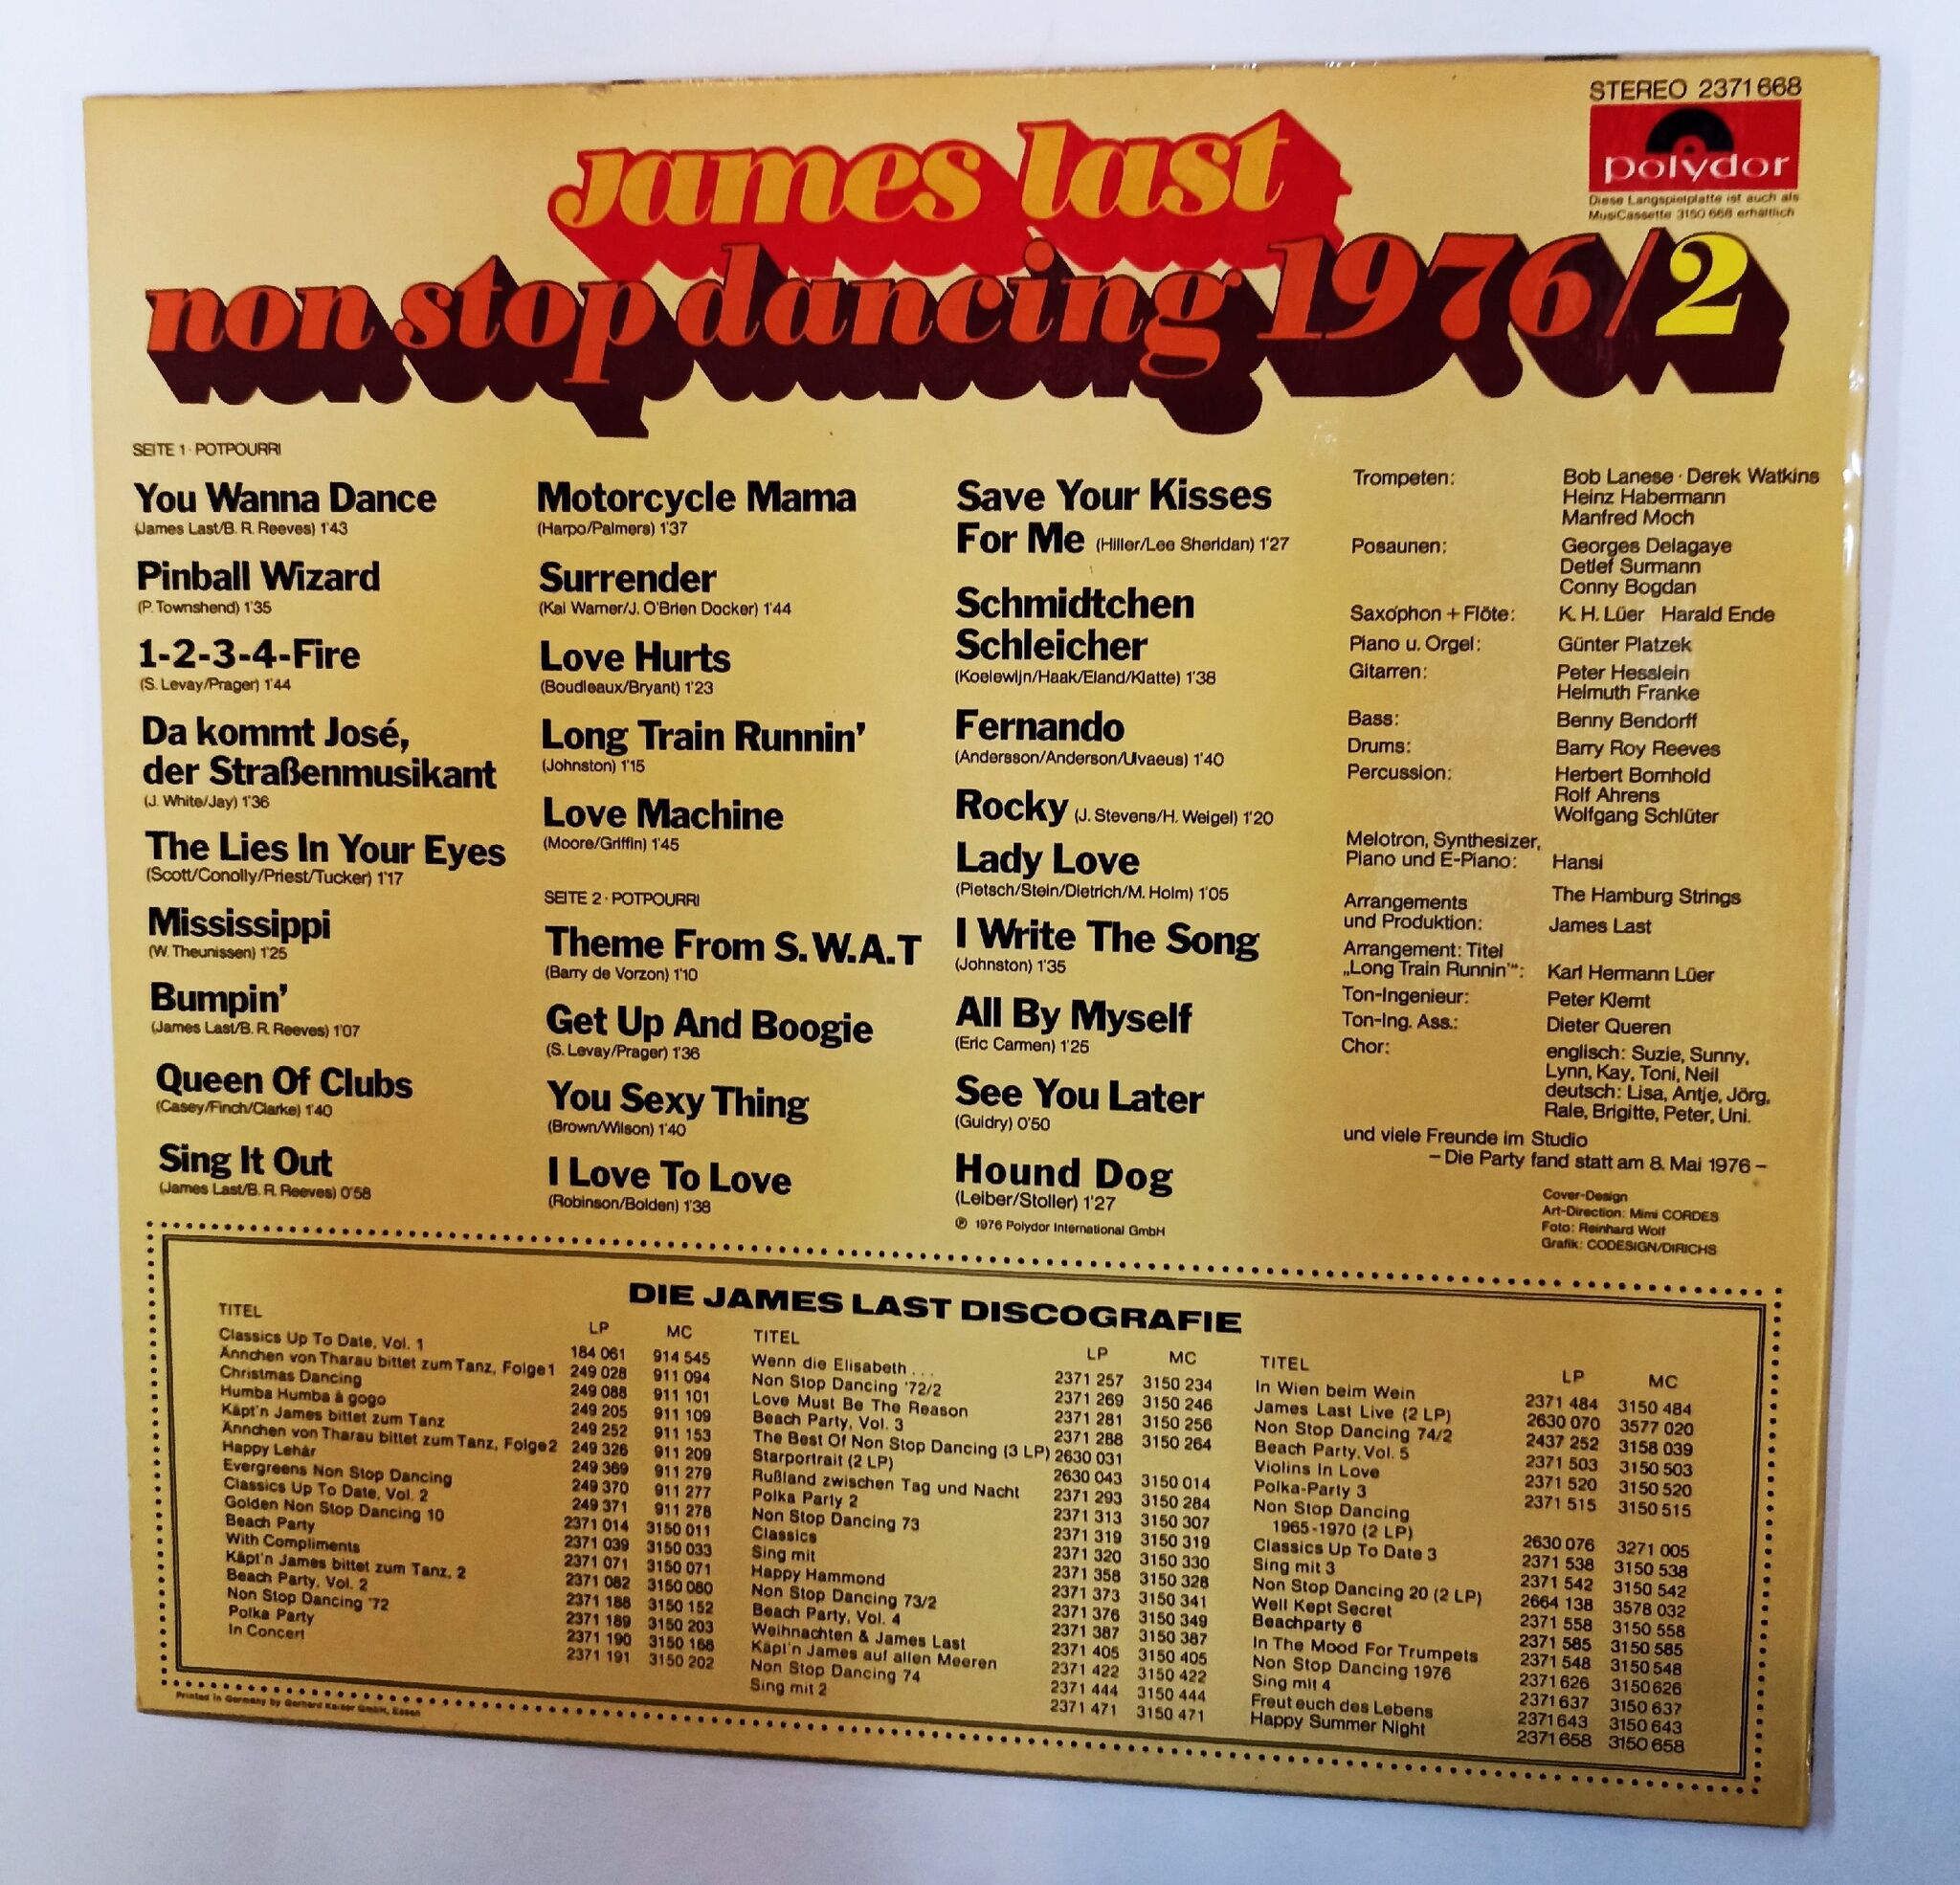 STEREO 2371 668
polydor
Diese Langspielplatte ist auch als
MusiCassette 3150 668 erhältlich
james last
non stop dancing 1976/2
SEITE 1 · POTPOURRI
You Wanna Dance
(James Last/B. R. Reeves) 1'43
Pinball Wizard
(P. Townshend) 1'35
1-2-3-4-Fire
(S. Levay/Prager) 1'44
Da kommt José,
der Straßenmusikant
(J. White/Jay) 1'36
The Lies In Your Eyes
(Scott/Conolly/Priest/Tucker) 1'17
Mississippi
(W. Theunissen) 1'25
Bumpin'
(James Last/B. R. Reeves) 1'07
Queen Of Clubs
(Casey/Finch/Clarke) 1'40
Sing It Out
(James Last/B. R. Reeves) 0'58
Motorcycle Mama
(Harpo/Palmers) 1'37
Surrender
(Kai Warner/J. O'Brien Docker) 1'44
Love Hurts
(Boudleaux/Bryant) 1'23
Long Train Runnin'
(Johnston) 1'15
Love Machine
(Moore/Griffin) 1'45
SEITE 2 · POTPOURRI
Theme From S.W.A.T
(Barry de Vorzon) 1'10
Get Up And Boogie
(S. Levay/Prager) 1'36
You Sexy Thing
(Brown/Wilson) 1'40
I Love To Love
(Robinson/Bolden) 1'38
Save Your Kisses
For Me (Hiller/Lee Sheridan) 1'27
Schmidtchen
Schleicher
(Koelewijn/Haak/Eland/Klatte) 1'38
Fernando
(Andersson/Anderson/Ulvaeus) 1'40
Rocky (J. Stevens/H. Weigel) 1'20
Lady Love
(Pietsch/Stein/Dietrich/M. Holm) 1'05
I Write The Song
(Johnston) 1'35
All By Myself
(Eric Carmen) 1'25
See You Later
(Guidry) 0'50
Hound Dog
(Leiber/Stoller) 1'27
℗ 1976 Polydor International GmbH
Trompeten: Bob Lanese · Derek Watkins
Heinz Habermann
Manfred Moch
Posaunen: Georges Delagaye
Detlef Surmann
Conny Bogdan
Saxophon + Flöte: K. H. Lüer Harald Ende
Piano u. Orgel: Günter Platzek
Gitarren: Peter Hesslein
Helmuth Franke
Bass: Benny Bendorff
Drums: Barry Roy Reeves
Percussion: Herbert Bornhold
Rolf Ahrens
Wolfgang Schlüter
Melotron, Synthesizer,
Piano und E-Piano: Hansi
The Hamburg Strings
Arrangements
und Produktion: James Last
Arrangement: Titel
„Long Train Runnin'“: Karl Hermann Lüer
Ton-Ingenieur: Peter Klemt
Ton-Ing. Ass.: Dieter Queren
Chor: englisch: Suzie, Sunny,
Lynn, Kay, Toni, Neil
deutsch: Lisa, Antje, Jörg,
Rale, Brigitte, Peter, Uni.
und viele Freunde im Studio
– Die Party fand statt am 8. Mai 1976 –
Cover-Design
Art-Direction: Mimi CORDES
Foto: Reinhard Wolf
Grafik: CODESIGN/DIRICHS
DIE JAMES LAST DISCOGRAFIE
TITEL LP MC
Classics Up To Date, Vol. 1 184 061 914 545
Ännchen von Tharau bittet zum Tanz, Folge 1 249 028 911 094
Christmas Dancing 249 088 911 101
Humba Humba à gogo 249 205 911 109
Käpt'n James bittet zum Tanz 249 252 911 153
Ännchen von Tharau bittet zum Tanz, Folge 2 249 326 911 209
Happy Lehár 249 369 911 279
Evergreens Non Stop Dancing 249 370 911 277
Classics Up To Date, Vol. 2 249 371 911 278
Golden Non Stop Dancing 10 2371 014 3150 011
Beach Party 2371 039 3150 033
With Compliments 2371 071 3150 071
Käpt'n James bittet zum Tanz, 2 2371 082 3150 080
Beach Party, Vol. 2 2371 188 3150 152
Non Stop Dancing '72 2371 189 3150 203
Polka Party 2371 190 3150 168
In Concert 2371 191 3150 202
TITEL LP MC
Wenn die Elisabeth . . . 2371 257 3150 234
Non Stop Dancing '72/2 2371 269 3150 246
Love Must Be The Reason 2371 281 3150 256
Beach Party, Vol. 3 2371 288 3150 264
The Best Of Non Stop Dancing (3 LP) 2630 031
Starportrait (2 LP) 2630 043 3150 014
Rußland zwischen Tag und Nacht 2371 293 3150 284
Polka Party 2 2371 313 3150 307
Non Stop Dancing 73 2371 319 3150 319
Classics 2371 320 3150 330
Sing mit 2371 358 3150 328
Happy Hammond 2371 373 3150 341
Non Stop Dancing 73/2 2371 376 3150 349
Beach Party, Vol. 4 2371 387 3150 387
Weihnachten & James Last 2371 405 3150 405
Käpt'n James auf allen Meeren 2371 422 3150 422
Non Stop Dancing 74 2371 444 3150 444
Sing mit 2 2371 471 3150 471
TITEL LP MC
In Wien beim Wein 2371 484 3150 484
James Last Live (2 LP) 2630 070 3577 020
Non Stop Dancing 74/2 2437 252 3158 039
Beach Party, Vol. 5 2371 503 3150 503
Violins In Love 2371 520 3150 520
Polka-Party 3 2371 515 3150 515
Non Stop Dancing
1965-1970 (2 LP) 2630 076 3271 005
Classics Up To Date 3 2371 538 3150 538
Sing mit 3 2371 542 3150 542
Non Stop Dancing 20 (2 LP) 2664 138 3578 032
Well Kept Secret 2371 558 3150 558
Beachparty 6 2371 585 3150 585
In The Mood For Trumpets 2371 548 3150 548
Non Stop Dancing 1976 2371 626 3150 626
Sing mit 4 2371 637 3150 637
Freut euch des Lebens 2371 643 3150 643
Happy Summer Night 2371 658 3150 658
Printed in Germany by Gerhard Kaiser GmbH, Essen